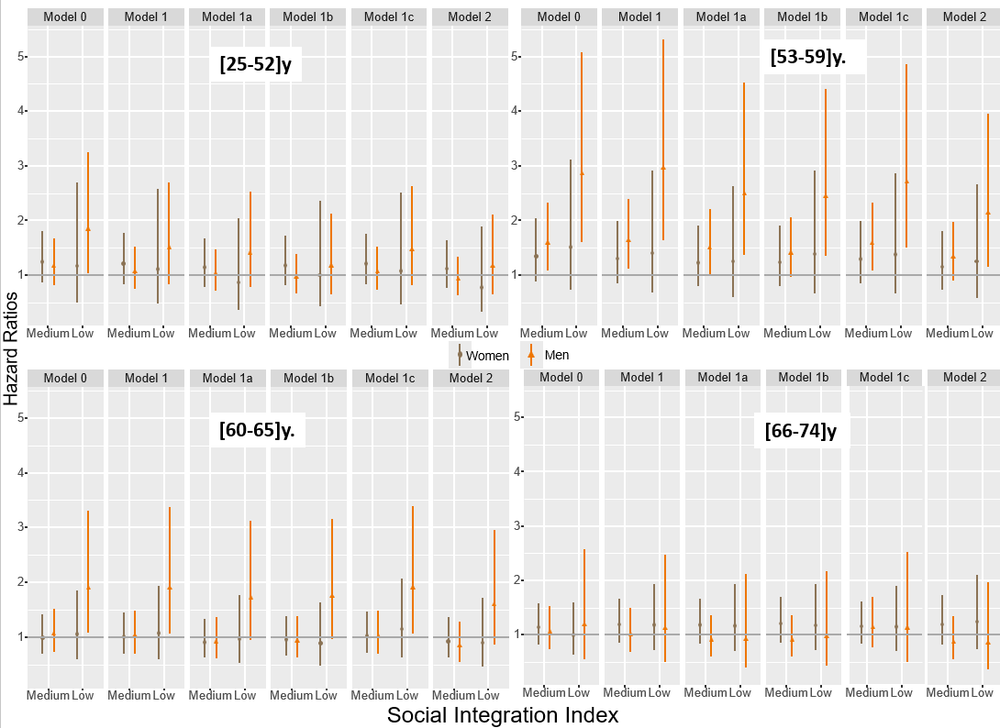 Model 0 Model 1 Model 1a Model 1b Model 1c Model 2
[25-52]y
5
4
3
2
1
Medium Low Medium Low Medium Low Medium Low Medium Low Medium Low
Model 0 Model 1 Model 1a Model 1b Model 1c Model 2
[53-59]y.
5
4
3
2
1
Medium Low Medium Low Medium Low Medium Low Medium Low Medium Low
Hazard Ratios
Women Men
Model 0 Model 1 Model 1a Model 1b Model 1c Model 2
[60-65]y.
5
4
3
2
1
Medium Low Medium Low Medium Low Medium Low Medium Low Medium Low
Model 0 Model 1 Model 1a Model 1b Model 1c Model 2
[66-74]y
5
4
3
2
1
Medium Low Medium Low Medium Low Medium Low Medium Low Medium Low
Social Integration Index